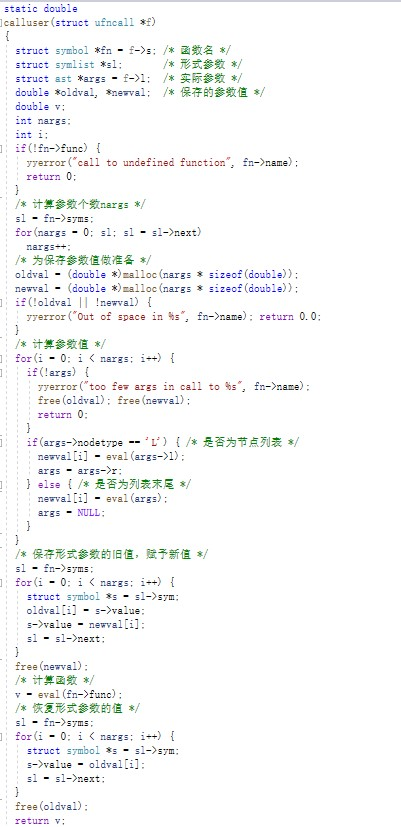 static double
calluser(struct ufncall *f)
{
  struct symbol *fn = f->s; /* 函数名 */
  struct symlist *sl;      /* 形式参数 */
  struct ast *args = f->l; /* 实际参数 */
  double *oldval, *newval; /* 保存的参数值 */
  double v;
  int nargs;
  int i;
  if(!fn->func) {
    yyerror("call to undefined function", fn->name);
    return 0;
  }
  /* 计算参数个数nargs */
  sl = fn->syms;
  for(nargs = 0; sl; sl = sl->next)
    nargs++;
  /* 为保存参数值做准备 */
  oldval = (double *)malloc(nargs * sizeof(double));
  newval = (double *)malloc(nargs * sizeof(double));
  if(!oldval || !newval) {
    yyerror("Out of space in %s", fn->name); return 0.0;
  }
  /* 计算参数值 */
  for(i = 0; i < nargs; i++) {
    if(!args) {
      yyerror("too few args in call to %s", fn->name);
      free(oldval); free(newval);
      return 0;
    }
    if(args->nodetype == 'L') { /* 是否为节点列表 */
      newval[i] = eval(args->l);
      args = args->r;
    } else { /* 是否为列表末尾 */
      newval[i] = eval(args);
      args = NULL;
    }
  }
  /* 保存形式参数的旧值，赋予新值 */
  sl = fn->syms;
  for(i = 0; i < nargs; i++) {
    struct symbol *s = sl->sym;
    oldval[i] = s->value;
    s->value = newval[i];
    sl = sl->next;
  }
  free(newval);
  /* 计算函数 */
  v = eval(fn->func);
  /* 恢复形式参数的值 */
  sl = fn->syms;
  for(i = 0; i < nargs; i++) {
    struct symbol *s = sl->sym;
    s->value = oldval[i];
    sl = sl->next;
  }
  free(oldval);
  return v;